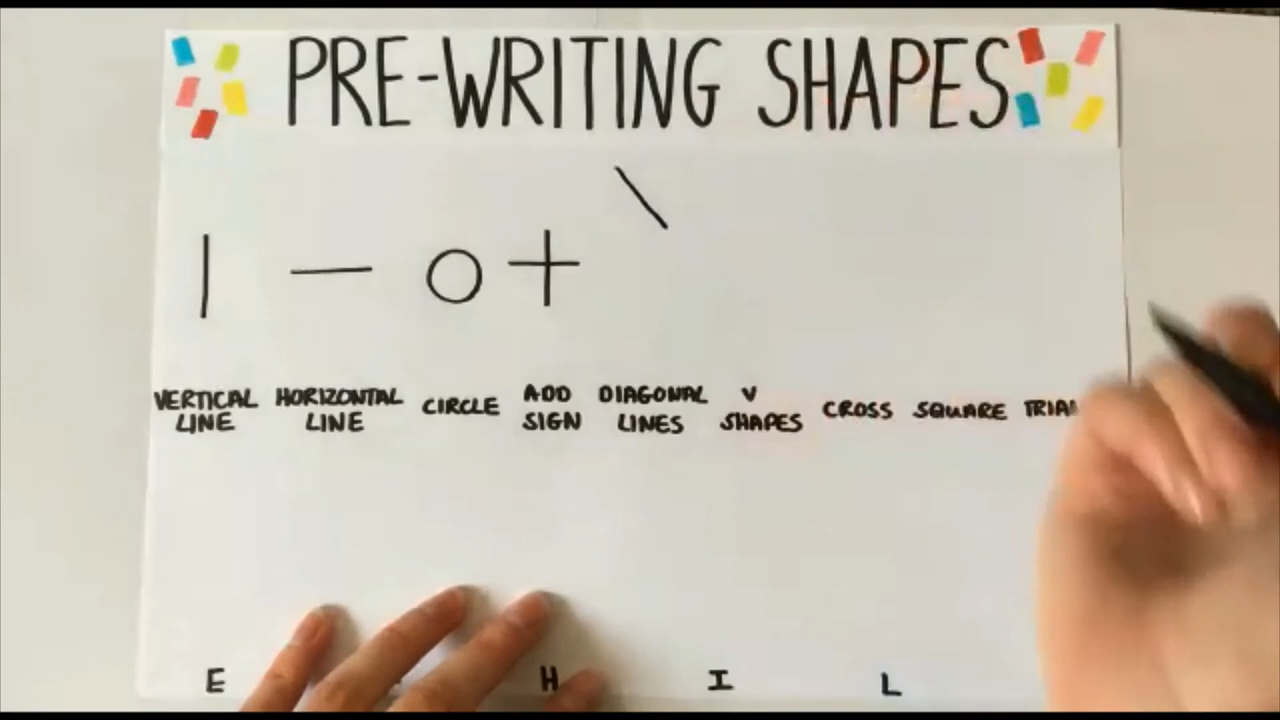 PRE-WRITING SHAPES
VERTICAL LINE
HORIZONTAL LINE
CIRCLE
ADD SIGN
DIAGONAL LINES
V SHAPES
CROSS
SQUARE
E H I L